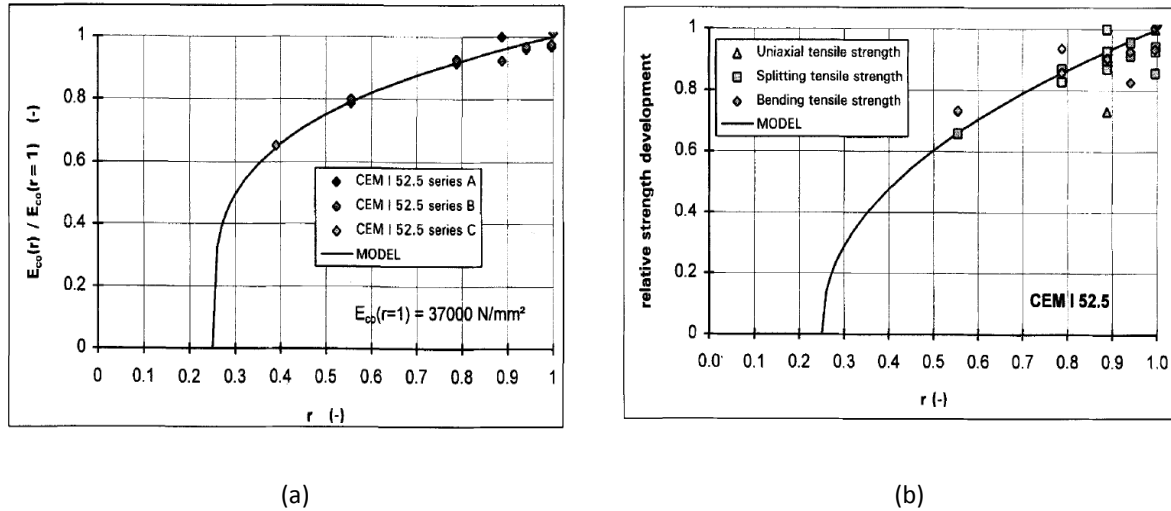 1
0.8
0.6
0.4
0.2
0
E_co(r) / E_co(r=1) (-)
CEM I 52.5 series A
CEM I 52.5 series B
CEM I 52.5 series C
MODEL
E_co(r=1) = 37000 N/mm²
0 0.1 0.2 0.3 0.4 0.5 0.6 0.7 0.8 0.9 1
r (-)
(a)
1
0.8
0.6
0.4
0.2
0
relative strength development
Uniaxial tensile strength
Splitting tensile strength
Bending tensile strength
MODEL
CEM I 52.5
0.0 0.1 0.2 0.3 0.4 0.5 0.6 0.7 0.8 0.9 1.0
r (-)
(b)